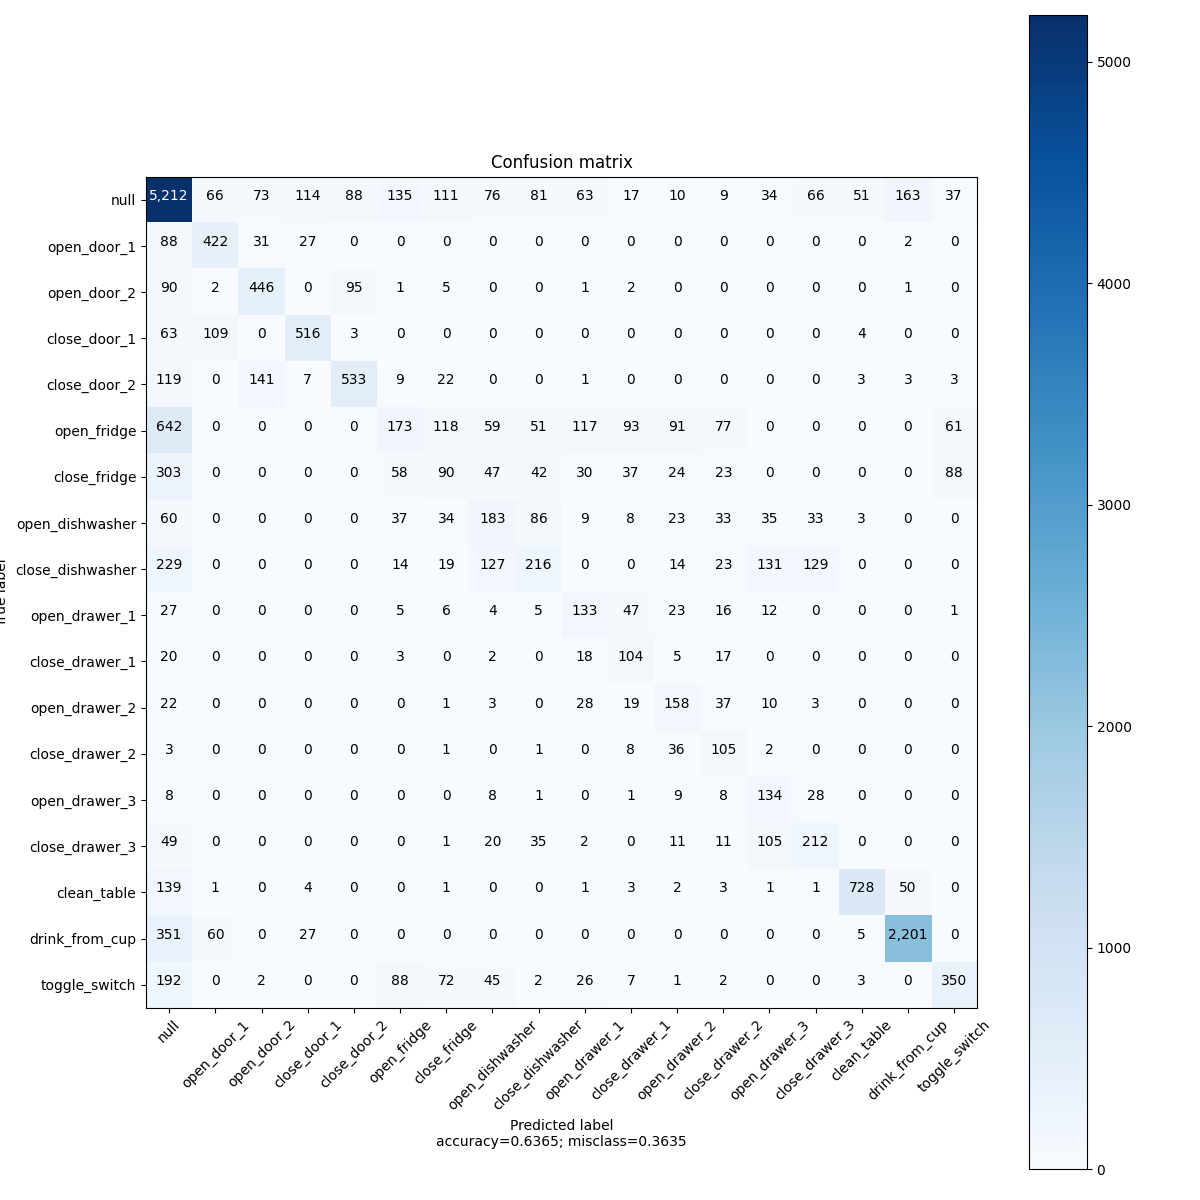 Confusion matrix
null 5,212 66 73 114 88 135 111 76 81 63 17 10 9 34 66 51 163 37
open_door_1 88 422 31 27 0 0 0 0 0 0 0 0 0 0 0 0 2 0
open_door_2 90 2 446 0 95 1 5 0 0 1 2 0 0 0 0 0 1 0
close_door_1 63 109 0 516 3 0 0 0 0 0 0 0 0 0 0 4 0 0
close_door_2 119 0 141 7 533 9 22 0 0 1 0 0 0 0 0 3 3 3
open_fridge 642 0 0 0 0 173 118 59 51 117 93 91 77 0 0 0 0 61
close_fridge 303 0 0 0 0 58 90 47 42 30 37 24 23 0 0 0 0 88
open_dishwasher 60 0 0 0 0 37 34 183 86 9 8 23 33 35 33 3 0 0
close_dishwasher 229 0 0 0 0 14 19 127 216 0 0 14 23 131 129 0 0 0
open_drawer_1 27 0 0 0 0 5 6 4 5 133 47 23 16 12 0 0 0 1
close_drawer_1 20 0 0 0 0 3 0 2 0 18 104 5 17 0 0 0 0 0
open_drawer_2 22 0 0 0 0 0 1 3 0 28 19 158 37 10 3 0 0 0
close_drawer_2 3 0 0 0 0 0 1 0 1 0 8 36 105 2 0 0 0 0
open_drawer_3 8 0 0 0 0 0 0 8 1 0 1 9 8 134 28 0 0 0
close_drawer_3 49 0 0 0 0 0 1 20 35 2 0 11 11 105 212 0 0 0
clean_table 139 1 0 4 0 0 1 0 0 1 3 2 3 1 1 728 50 0
drink_from_cup 351 60 0 27 0 0 0 0 0 0 0 0 0 0 0 5 2,201 0
toggle_switch 192 0 2 0 0 88 72 45 2 26 7 1 2 0 0 3 0 350
null open_door_1 open_door_2 close_door_1 close_door_2 open_fridge close_fridge open_dishwasher close_dishwasher open_drawer_1 close_drawer_1 open_drawer_2 close_drawer_2 open_drawer_3 close_drawer_3 clean_table drink_from_cup toggle_switch
Predicted label
accuracy=0.6365; misclass=0.3635
5000
4000
3000
2000
1000
0